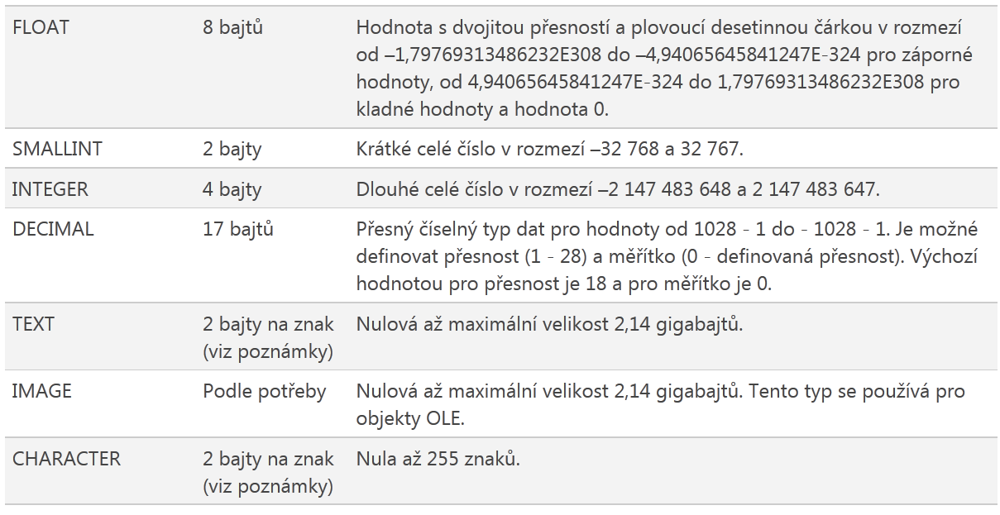 FLOAT 8 bajtů Hodnota s dvojitou přesností a plovoucí desetinnou čárkou v rozmezí
od –1,79769313486232E308 do –4,94065645841247E-324 pro záporné
hodnoty, od 4,94065645841247E-324 do 1,79769313486232E308 pro
kladné hodnoty a hodnota 0.
SMALLINT 2 bajty Krátké celé číslo v rozmezí –32 768 a 32 767.
INTEGER 4 bajty Dlouhé celé číslo v rozmezí –2 147 483 648 a 2 147 483 647.
DECIMAL 17 bajtů Přesný číselný typ dat pro hodnoty od 1028 - 1 do - 1028 - 1. Je možné
definovat přesnost (1 - 28) a měřítko (0 - definovaná přesnost). Výchozí
hodnotou pro přesnost je 18 a pro měřítko je 0.
TEXT 2 bajty na znak Nulová až maximální velikost 2,14 gigabajtů.
(viz poznámky)
IMAGE Podle potřeby Nulová až maximální velikost 2,14 gigabajtů. Tento typ se používá pro
objekty OLE.
CHARACTER 2 bajty na znak Nula až 255 znaků.
(viz poznámky)